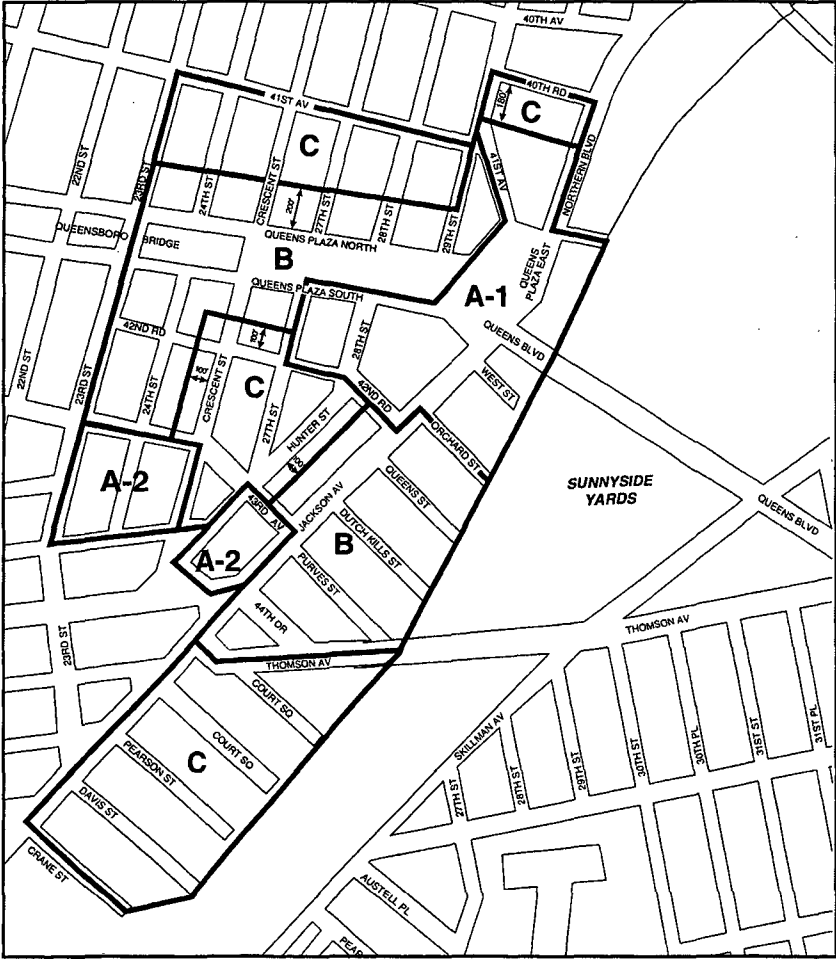 40TH AV
40TH RD
180'
C
41ST AV
C
41ST AV
NORTHERN BLVD
22ND ST
23RD ST
24TH ST
CRESCENT ST
200'
27TH ST
28TH ST
29TH ST
QUEENSBORO BRIDGE
QUEENS PLAZA NORTH
B
QUEENS PLAZA EAST
QUEENS PLAZA SOUTH
A-1
42ND RD
100'
28TH ST
QUEENS BLVD
22ND ST
23RD ST
24TH ST
100'
CRESCENT ST
C
27TH ST
42ND RD
WEST ST
HUNTER ST
ORCHARD ST
200'
A-2
QUEENS ST
SUNNYSIDE
YARDS
43RD AV
JACKSON AV
QUEENS BLVD
DUTCH KILLS ST
B
A-2
PURVES ST
44TH DR
23RD ST
THOMSON AV
THOMSON AV
COURT SQ
COURT SQ
SKILLMAN AV
C
PEARSON ST
DAVIS ST
27TH ST
28TH ST
29TH ST
30TH ST
30TH PL
31ST ST
31ST PL
CRANE ST
AUSTELL PL
PEAR